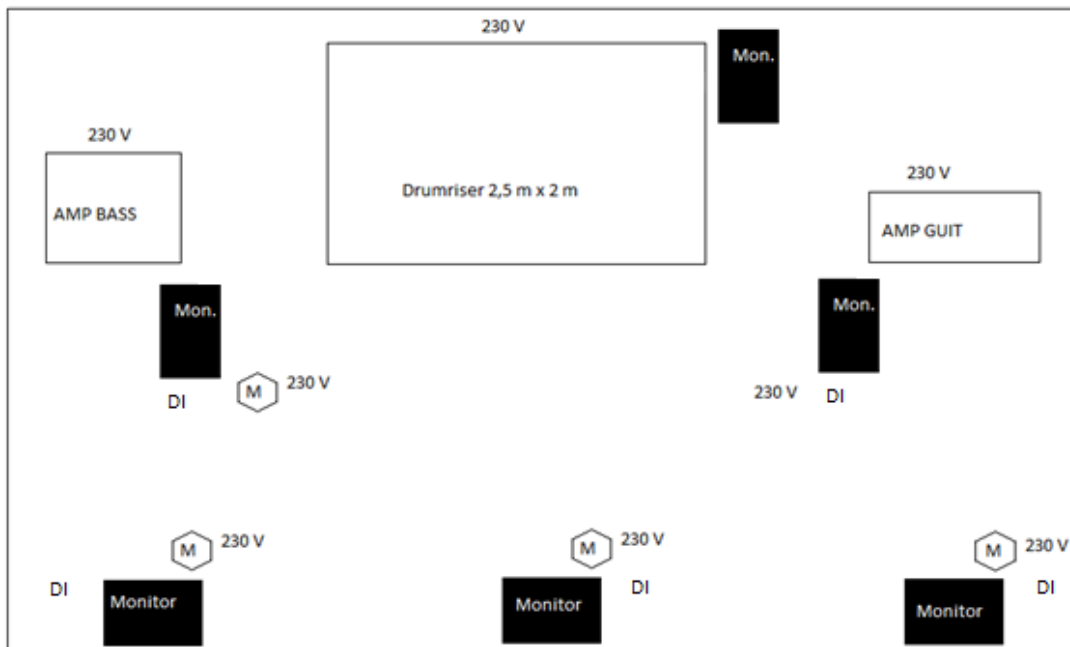 230 V
Mon.
230 V
230 V
Drumriser 2,5 m x 2 m
AMP BASS
AMP GUIT
Mon.
Mon.
M
230 V
230 V
DI
DI
M
230 V
M
230 V
M
230 V
DI
Monitor
Monitor
DI
Monitor
DI